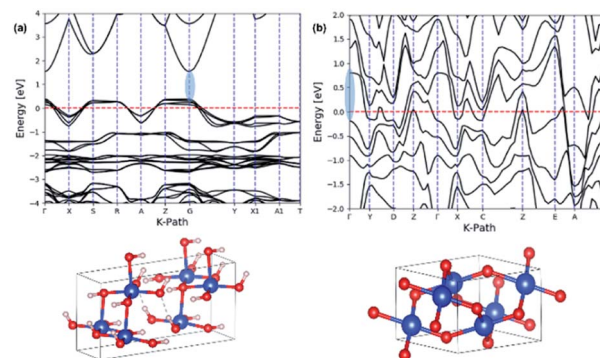 (a)
4
3
2
1
0
-1
-2
-3
-4
Energy [eV]
Γ X S R A Z G Y X1 A1 T
K-Path
(b)
2.0
1.5
1.0
0.5
0.0
-0.5
-1.0
-1.5
-2.0
Energy [eV]
Γ Y D Z Γ X C Z E A
K-Path